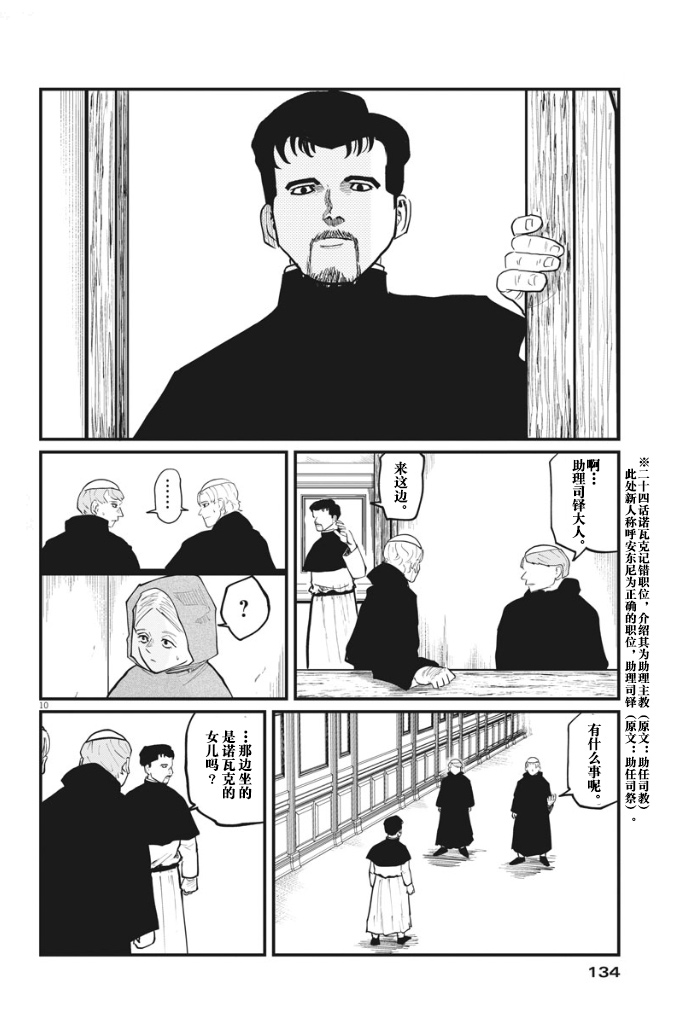 啊…
助理司铎大人。
来这边。
……
?
10
有什么事呢。
…那边坐的
是诺瓦克的
女儿吗？
※二十四话诺瓦克记错职位，介绍其为助理主教（原文：助任司教）
此处新人称呼安东尼为正确的职位，助理司铎（原文：助任司祭）。
134